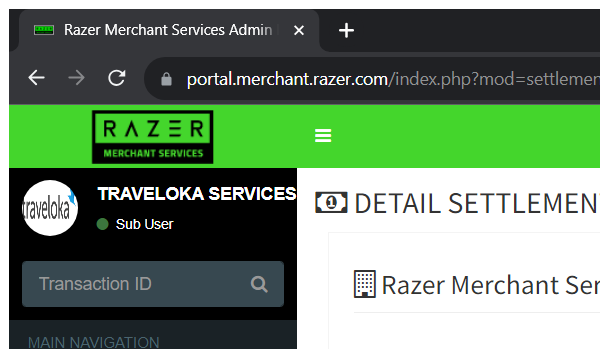 Razer Merchant Services Admin
portal.merchant.razer.com/index.php?mod=settlemen
RAZER
MERCHANT SERVICES
traveloka
TRAVELOKA SERVICES
Sub User
Transaction ID
MAIN NAVIGATION
DETAIL SETTLEMEN
Razer Merchant Ser